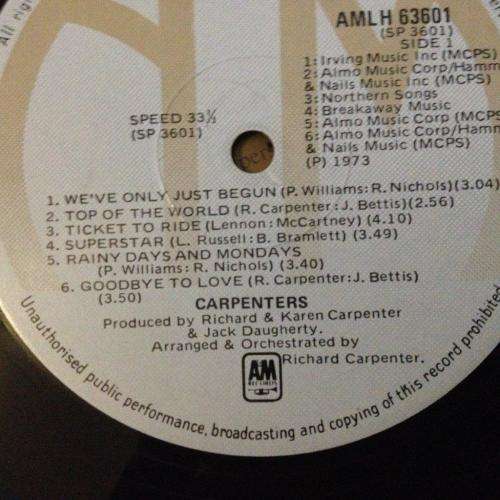 All rig
AMLH 63601
(SP 3601)
SIDE 1
1: Irving Music Inc (MCPS)
2: Almo Music Corp/Hamm
& Nails Music Inc (MCPS)
3: Northern Songs
4: Breakaway Music
5: Almo Music Corp (MCPS
6: Almo Music Corp/Hamm
& Nails Music (MCPS)
(P) 1973
SPEED 33⅓
(SP 3601)
1. WE'VE ONLY JUST BEGUN (P. Williams: R. Nichols) (3.04)
2. TOP OF THE WORLD (R. Carpenter: J. Bettis) (2.56)
3. TICKET TO RIDE (Lennon: McCartney) (4.10)
4. SUPERSTAR (L. Russell: B. Bramlett) (3.49)
5. RAINY DAYS AND MONDAYS
(P. Williams: R. Nichols) (3.40)
6. GOODBYE TO LOVE (R. Carpenter: J. Bettis)
(3.50)
CARPENTERS
Produced by Richard & Karen Carpenter
& Jack Daugherty.
Arranged & Orchestrated by
Richard Carpenter.
AM
RECORDS
Unauthorised public performance, broadcasting and copying of this record prohibited